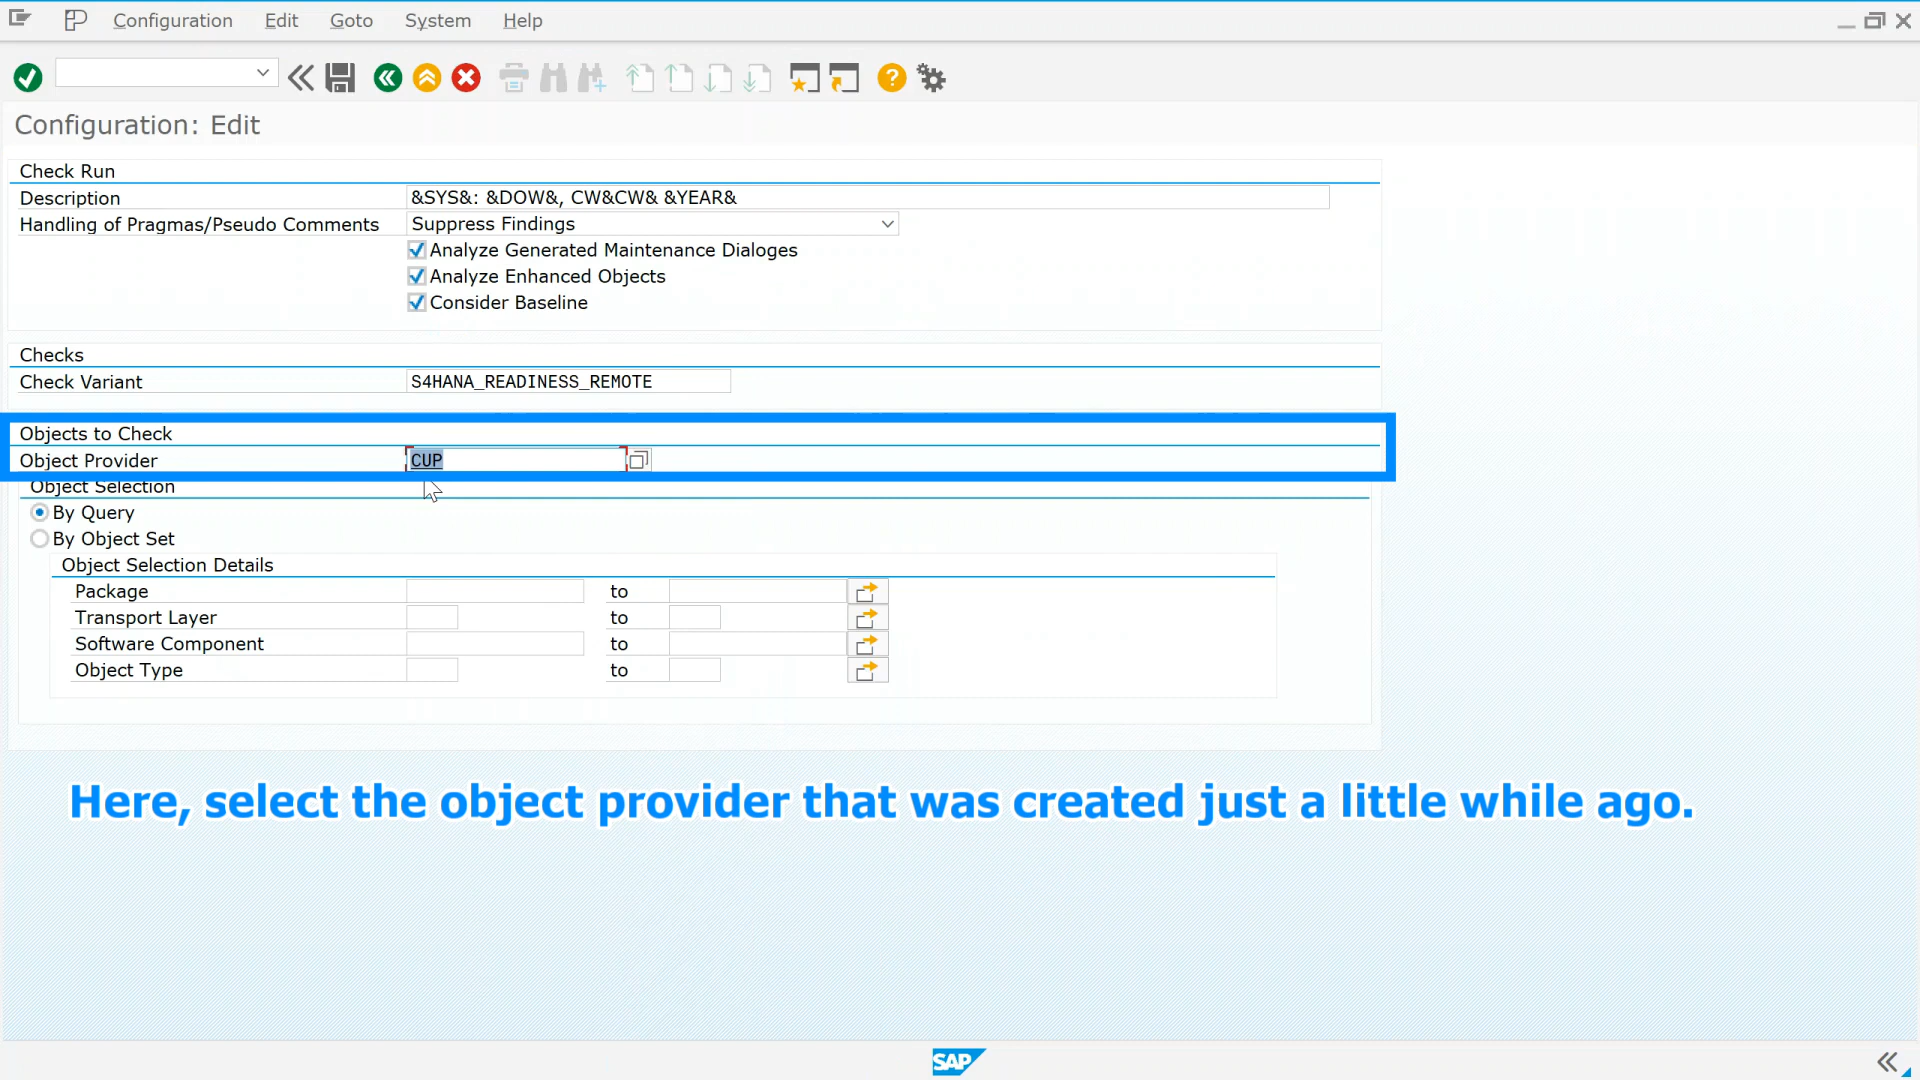 Configuration Edit Goto System Help
Configuration: Edit
Check Run
Description &SYS&: &DOW&, CW&CW& &YEAR&
Handling of Pragmas/Pseudo Comments Suppress Findings
Analyze Generated Maintenance Dialoges
Analyze Enhanced Objects
Consider Baseline
Checks
Check Variant S4HANA_READINESS_REMOTE
Objects to Check
Object Provider CUP
Object Selection
By Query
By Object Set
Object Selection Details
Package to
Transport Layer to
Software Component to
Object Type to
Here, select the object provider that was created just a little while ago.
SAP